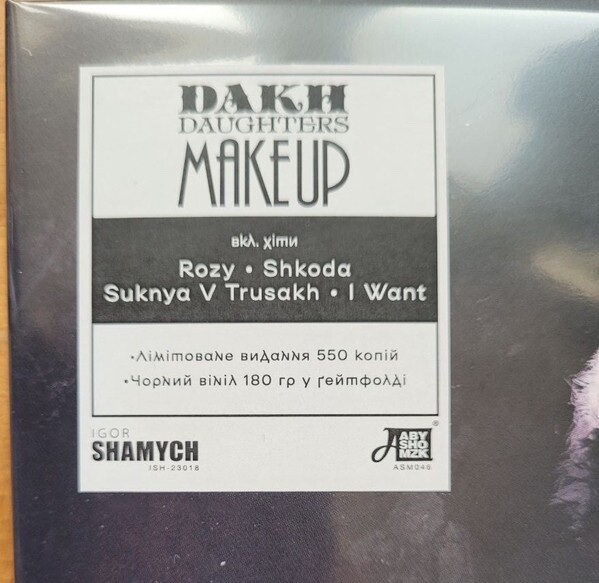 DAKH
DAUGHTERS
MAKEUP
вкл. хіти
Rozy • Shkoda
Suknya V Trusakh • I Want
•Лімітоване видання 550 копій
•Чорний вініл 180 гр у ґейтфолді
IGOR
SHAMYCH
ISH-23018
ABY
SHO
MZK
®
ASM046